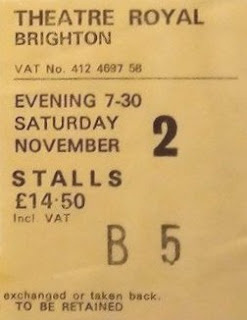 THEATRE ROYAL
BRIGHTON
VAT No. 412 4697 58
EVENING 7-30
SATURDAY
NOVEMBER 2
STALLS
£14·50
Incl VAT
B 5
exchanged or taken back.
TO BE RETAINED